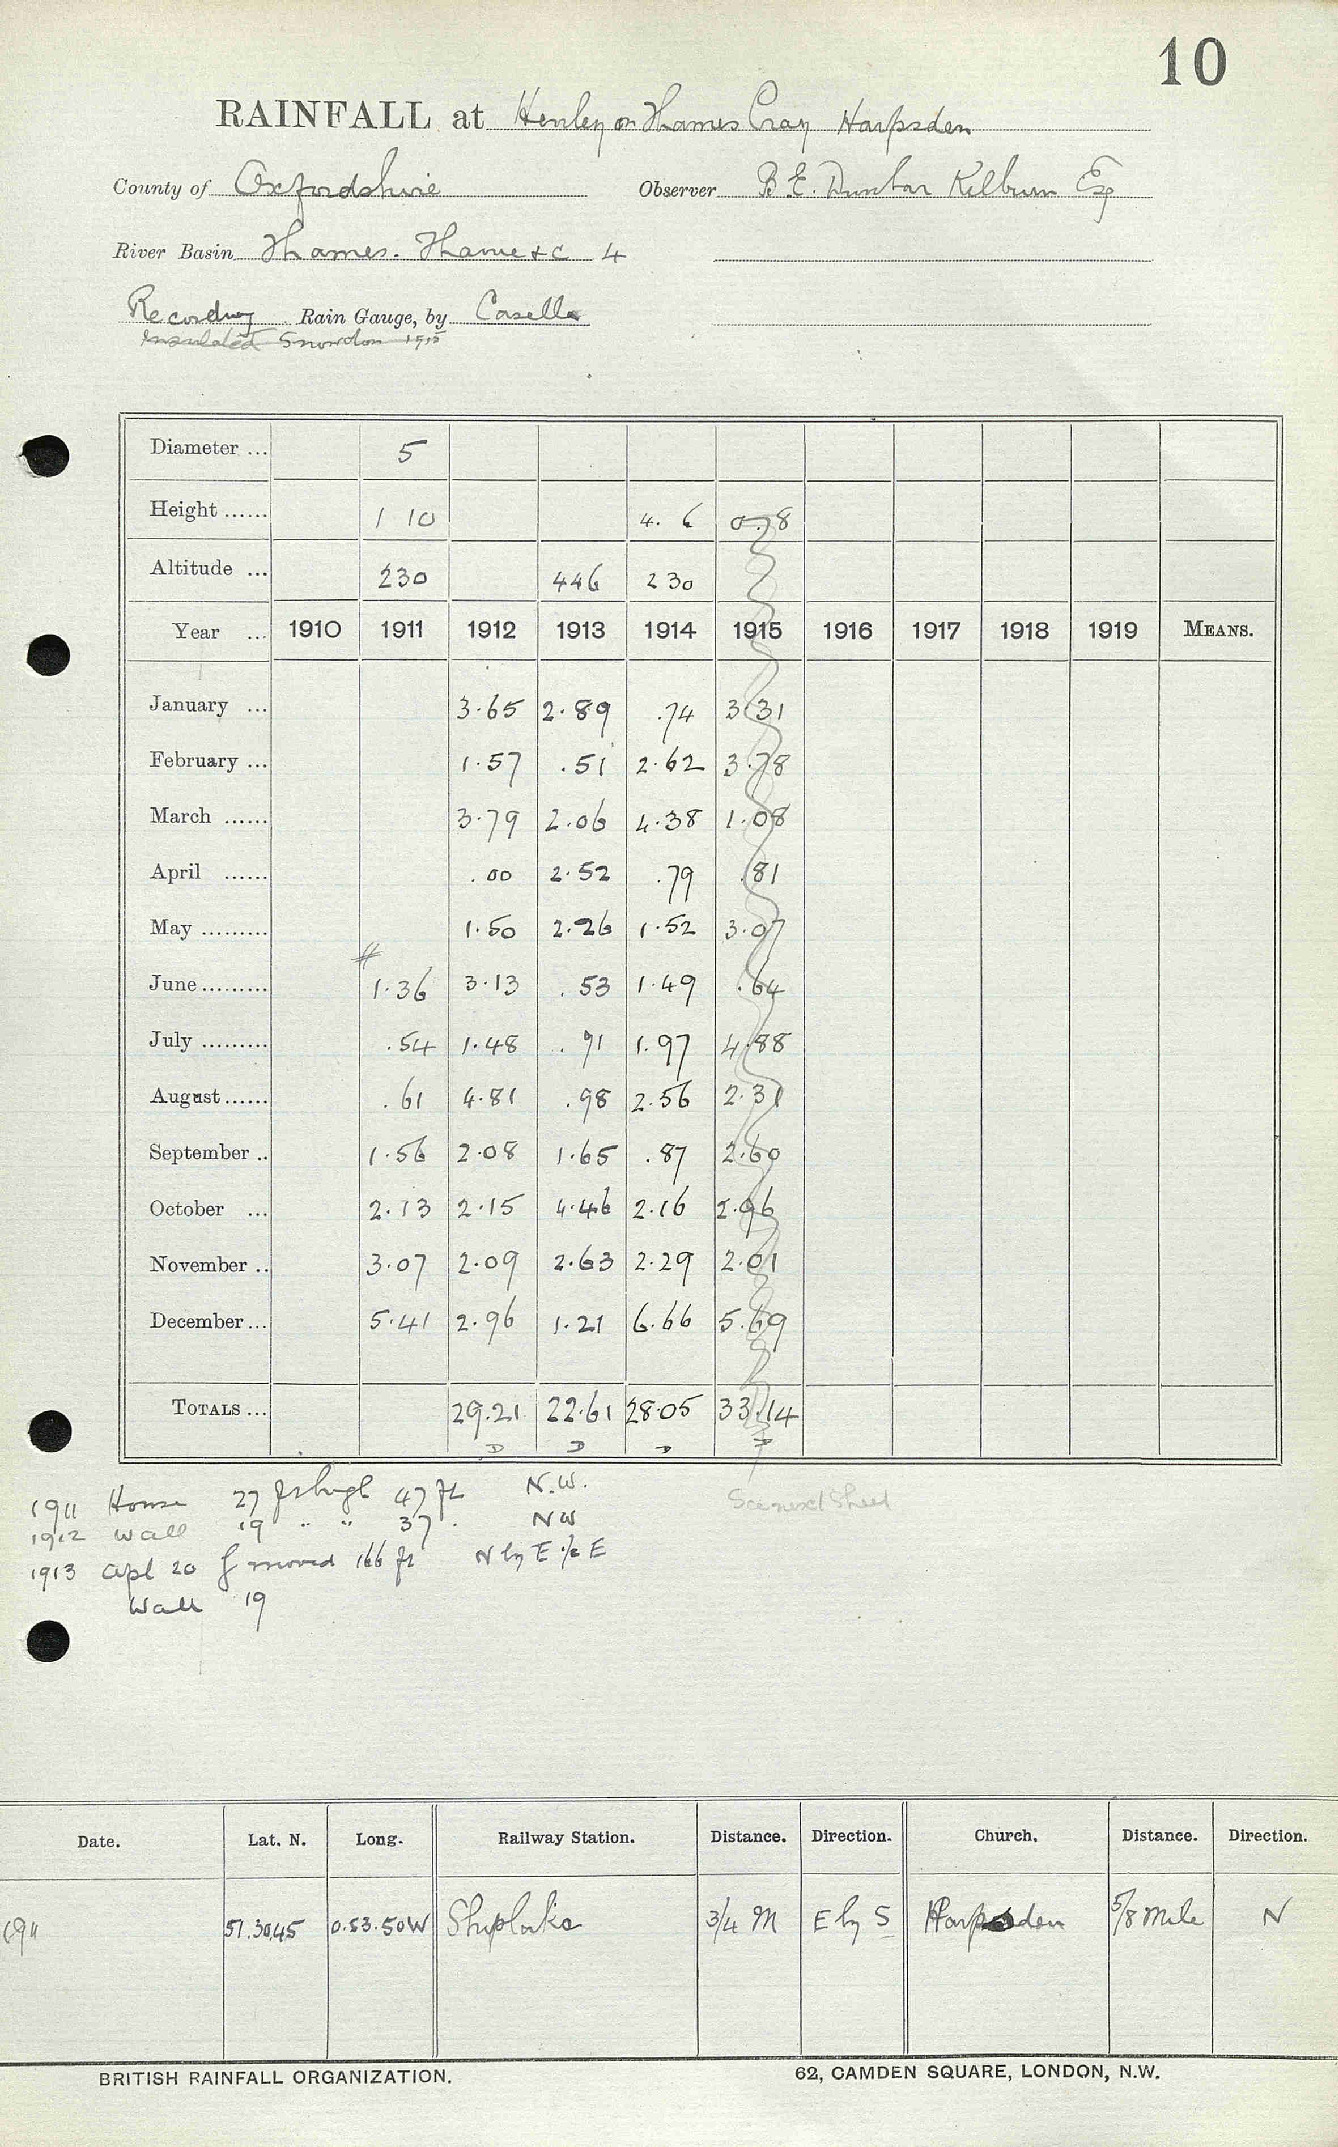 10
RAINFALL at Henley on Thames Cray Harpsden
County of Oxfordshire Observer B E. Dunbar Kilburn Esq
River Basin Thames. Thame &c 4
Recording Rain Gauge, by Casella
Insulated Snowdon 1915
Diameter ... 5
Height ...... 1 10 4. 6 0.8
Altitude ... 230 446 230
Year ... 1910 1911 1912 1913 1914 1915 1916 1917 1918 1919 MEANS.
January ... 3.65 2.89 .74 3.31
February ... 1.57 .51 2.62 3.78
March ...... 3.79 2.06 4.38 1.08
April ...... .00 2.52 .79 .81
May ......... 1.50 2.26 1.52 3.07
#
June ......... 1.36 3.13 .53 1.49 .64
July ......... .54 1.48 .91 1.97 4.88
August ...... .61 4.81 .98 2.56 2.31
September .. 1.56 2.08 1.65 .87 2.60
October ... 2.13 2.15 4.46 2.16 2.96
November .. 3.07 2.09 2.63 2.29 2.01
December ... 5.41 2.96 1.21 6.66 5.69
TOTALS ... 29.21 22.61 28.05 33.14
D D D D
1911 House 27 ft high 47 ft N.W.
1912 Wall 19 " " 37 . NW
1913 Apl 20 g moved 166 ft N by E ½ E
Wall 19
See next Sheet
Date. Lat. N. Long. Railway Station. Distance. Direction. Church. Distance. Direction.
1911 51.30.45 0.53.50W Shiplake 3/4 M E by S Harpsden 5/8 mile N
BRITISH RAINFALL ORGANIZATION. 62, CAMDEN SQUARE, LONDON, N.W.